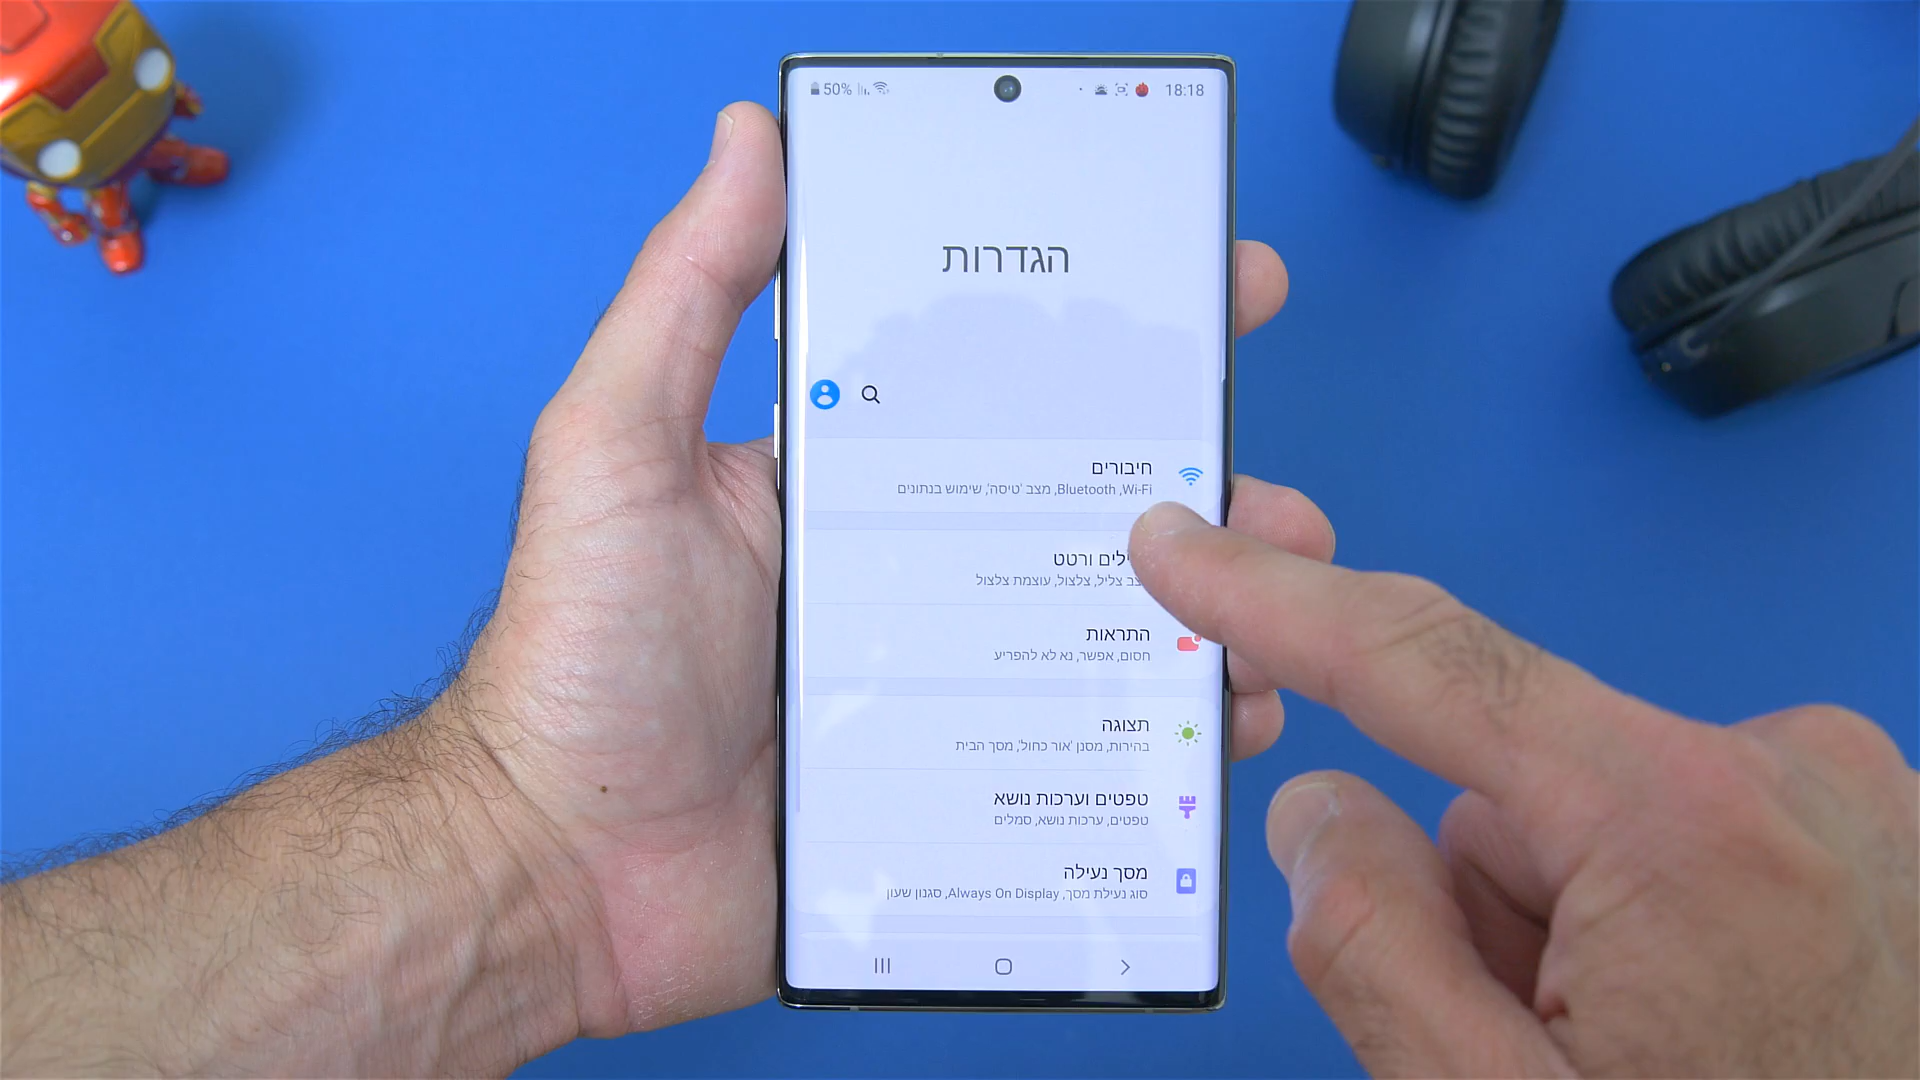 50% 18:18
הגדרות
חיבורים
Wi-Fi, Bluetooth, מצב 'טיסה', שימוש בנתונים
ורטט
צליל, צלצול, עוצמת צלצול
התראות
חסום, אפשר, נא לא להפריע
תצוגה
בהירות, מסנן 'אור כחול', מסך הבית
טפטים וערכות נושא
טפטים, ערכות נושא, סמלים
מסך נעילה
סוג נעילת מסך, Always On Display, סגנון שעון